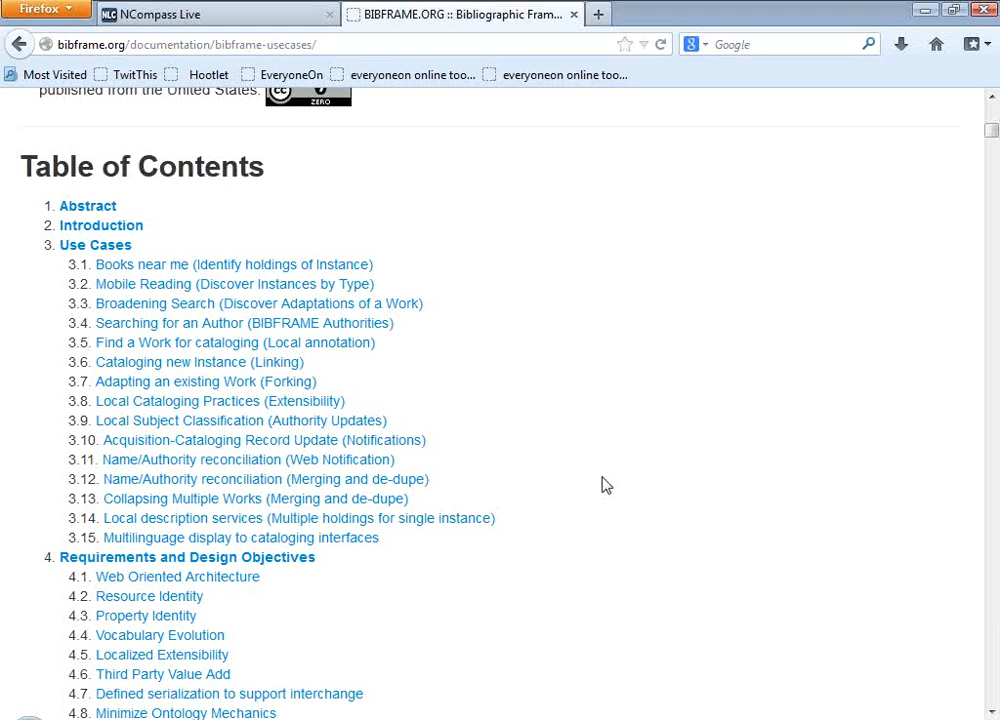 Firefox
NLC NCompass Live
BIBFRAME.ORG :: Bibliographic Fram...
bibframe.org/documentation/bibframe-usecases/
Google
Most Visited
TwitThis
Hootlet
EveryoneOn
everyoneon online too...
everyoneon online too...
published from the United States.
cc
ZERO
Table of Contents
1. Abstract
2. Introduction
3. Use Cases
3.1. Books near me (Identify holdings of Instance)
3.2. Mobile Reading (Discover Instances by Type)
3.3. Broadening Search (Discover Adaptations of a Work)
3.4. Searching for an Author (BIBFRAME Authorities)
3.5. Find a Work for cataloging (Local annotation)
3.6. Cataloging new Instance (Linking)
3.7. Adapting an existing Work (Forking)
3.8. Local Cataloging Practices (Extensibility)
3.9. Local Subject Classification (Authority Updates)
3.10. Acquisition-Cataloging Record Update (Notifications)
3.11. Name/Authority reconciliation (Web Notification)
3.12. Name/Authority reconciliation (Merging and de-dupe)
3.13. Collapsing Multiple Works (Merging and de-dupe)
3.14. Local description services (Multiple holdings for single instance)
3.15. Multilinguage display to cataloging interfaces
4. Requirements and Design Objectives
4.1. Web Oriented Architecture
4.2. Resource Identity
4.3. Property Identity
4.4. Vocabulary Evolution
4.5. Localized Extensibility
4.6. Third Party Value Add
4.7. Defined serialization to support interchange
4.8. Minimize Ontology Mechanics